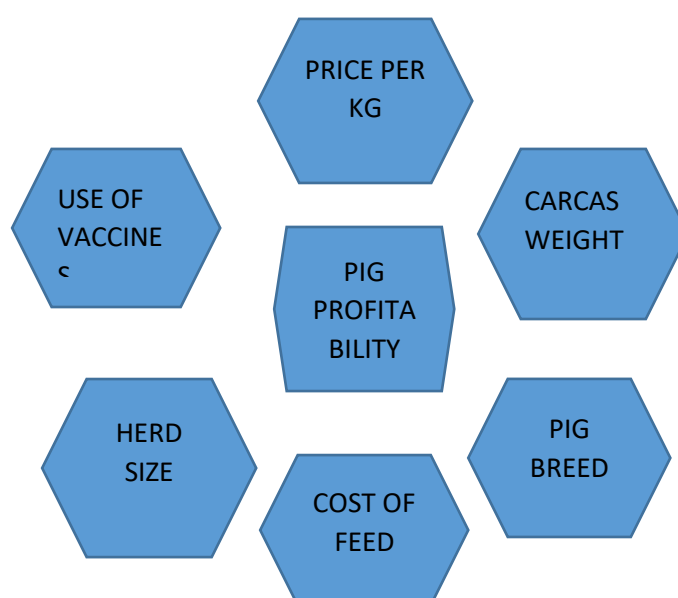 PRICE PER
KG
USE OF
VACCINE
S
CARCAS
WEIGHT
PIG
PROFITA
BILITY
HERD
SIZE
PIG
BREED
COST OF
FEED